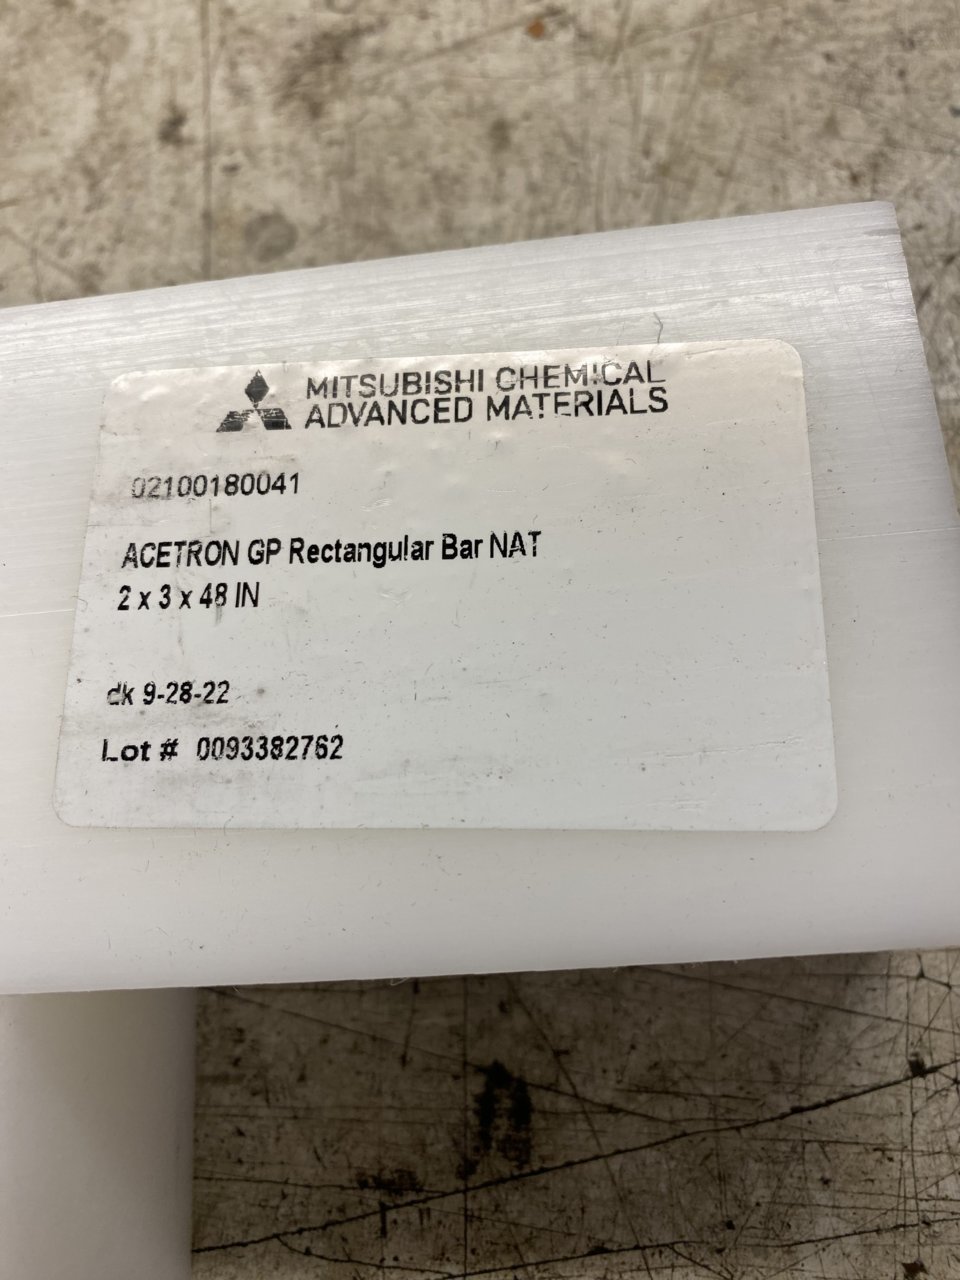 MITSUBISHI CHEMICAL
ADVANCED MATERIALS
02100180041
ACETRON GP Rectangular Bar NAT
2 x 3 x 48 IN
dk 9-28-22
Lot # 0093382762